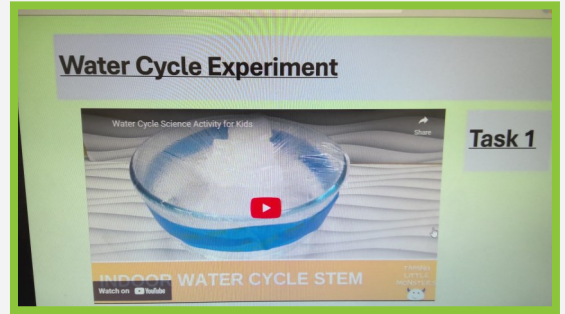 Water Cycle Experiment
Water Cycle Science Activity for Kids
Share
Task 1
INDOOR WATER CYCLE STEM
Watch on YouTube